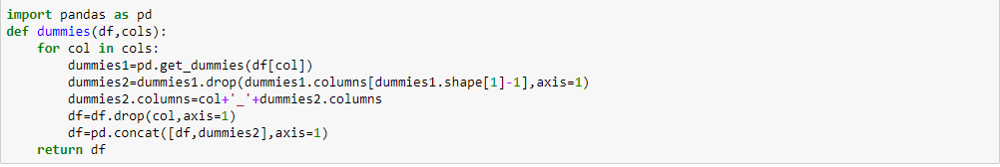 import pandas as pd
def dummies(df,cols):
    for col in cols:
        dummies1=pd.get_dummies(df[col])
        dummies2=dummies1.drop(dummies1.columns[dummies1.shape[1]-1],axis=1)
        dummies2.columns=col+'_'+dummies2.columns
        df=df.drop(col,axis=1)
        df=pd.concat([df,dummies2],axis=1)
    return df